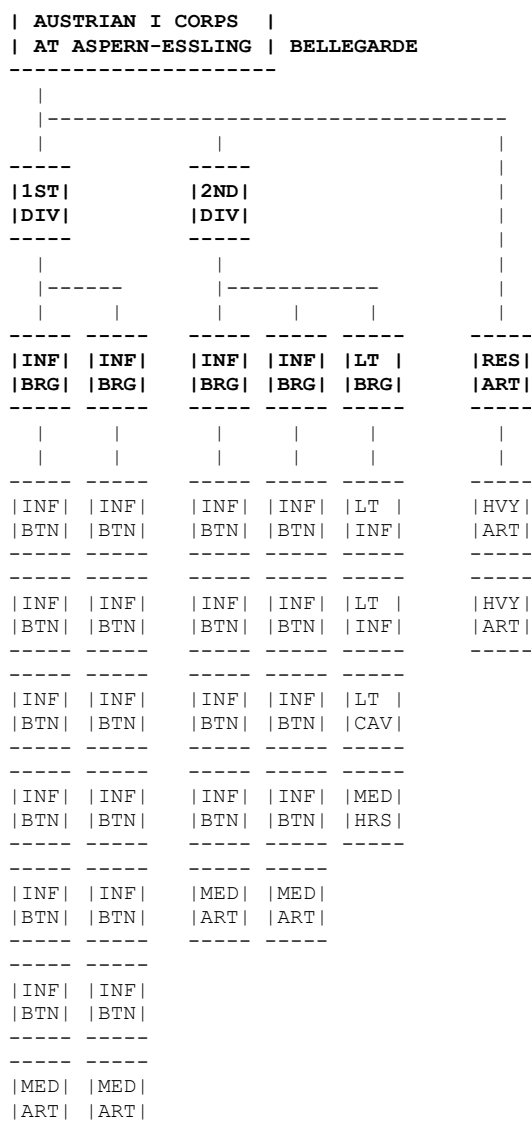 | AUSTRIAN I CORPS  |
| AT ASPERN-ESSLING | BELLEGARDE
---------------------
  |
  |------------------------------------
  |             |                     |
-----         -----                   |
|1ST|         |2ND|                   |
|DIV|         |DIV|                   |
-----         -----                   |
  |             |                     |
  |------       |------------         |
  |     |       |     |     |         |
----- -----   ----- ----- -----     -----
|INF| |INF|   |INF| |INF| |LT |     |RES|
|BRG| |BRG|   |BRG| |BRG| |BRG|     |ART|
----- -----   ----- ----- -----     -----
  |     |       |     |     |         |
  |     |       |     |     |         |
----- -----   ----- ----- -----     -----
|INF| |INF|   |INF| |INF| |LT |     |HVY|
|BTN| |BTN|   |BTN| |BTN| |INF|     |ART|
----- -----   ----- ----- -----     -----
----- -----   ----- ----- -----     -----
|INF| |INF|   |INF| |INF| |LT |     |HVY|
|BTN| |BTN|   |BTN| |BTN| |INF|     |ART|
----- -----   ----- ----- -----     -----
----- -----   ----- ----- -----
|INF| |INF|   |INF| |INF| |LT |
|BTN| |BTN|   |BTN| |BTN| |CAV|
----- -----   ----- ----- -----
----- -----   ----- ----- -----
|INF| |INF|   |INF| |INF| |MED|
|BTN| |BTN|   |BTN| |BTN| |HRS|
----- -----   ----- ----- -----
----- -----   ----- -----
|INF| |INF|   |MED| |MED|
|BTN| |BTN|   |ART| |ART|
----- -----   ----- -----
----- -----
|INF| |INF|
|BTN| |BTN|
----- -----
----- -----
|MED| |MED|
|ART| |ART|